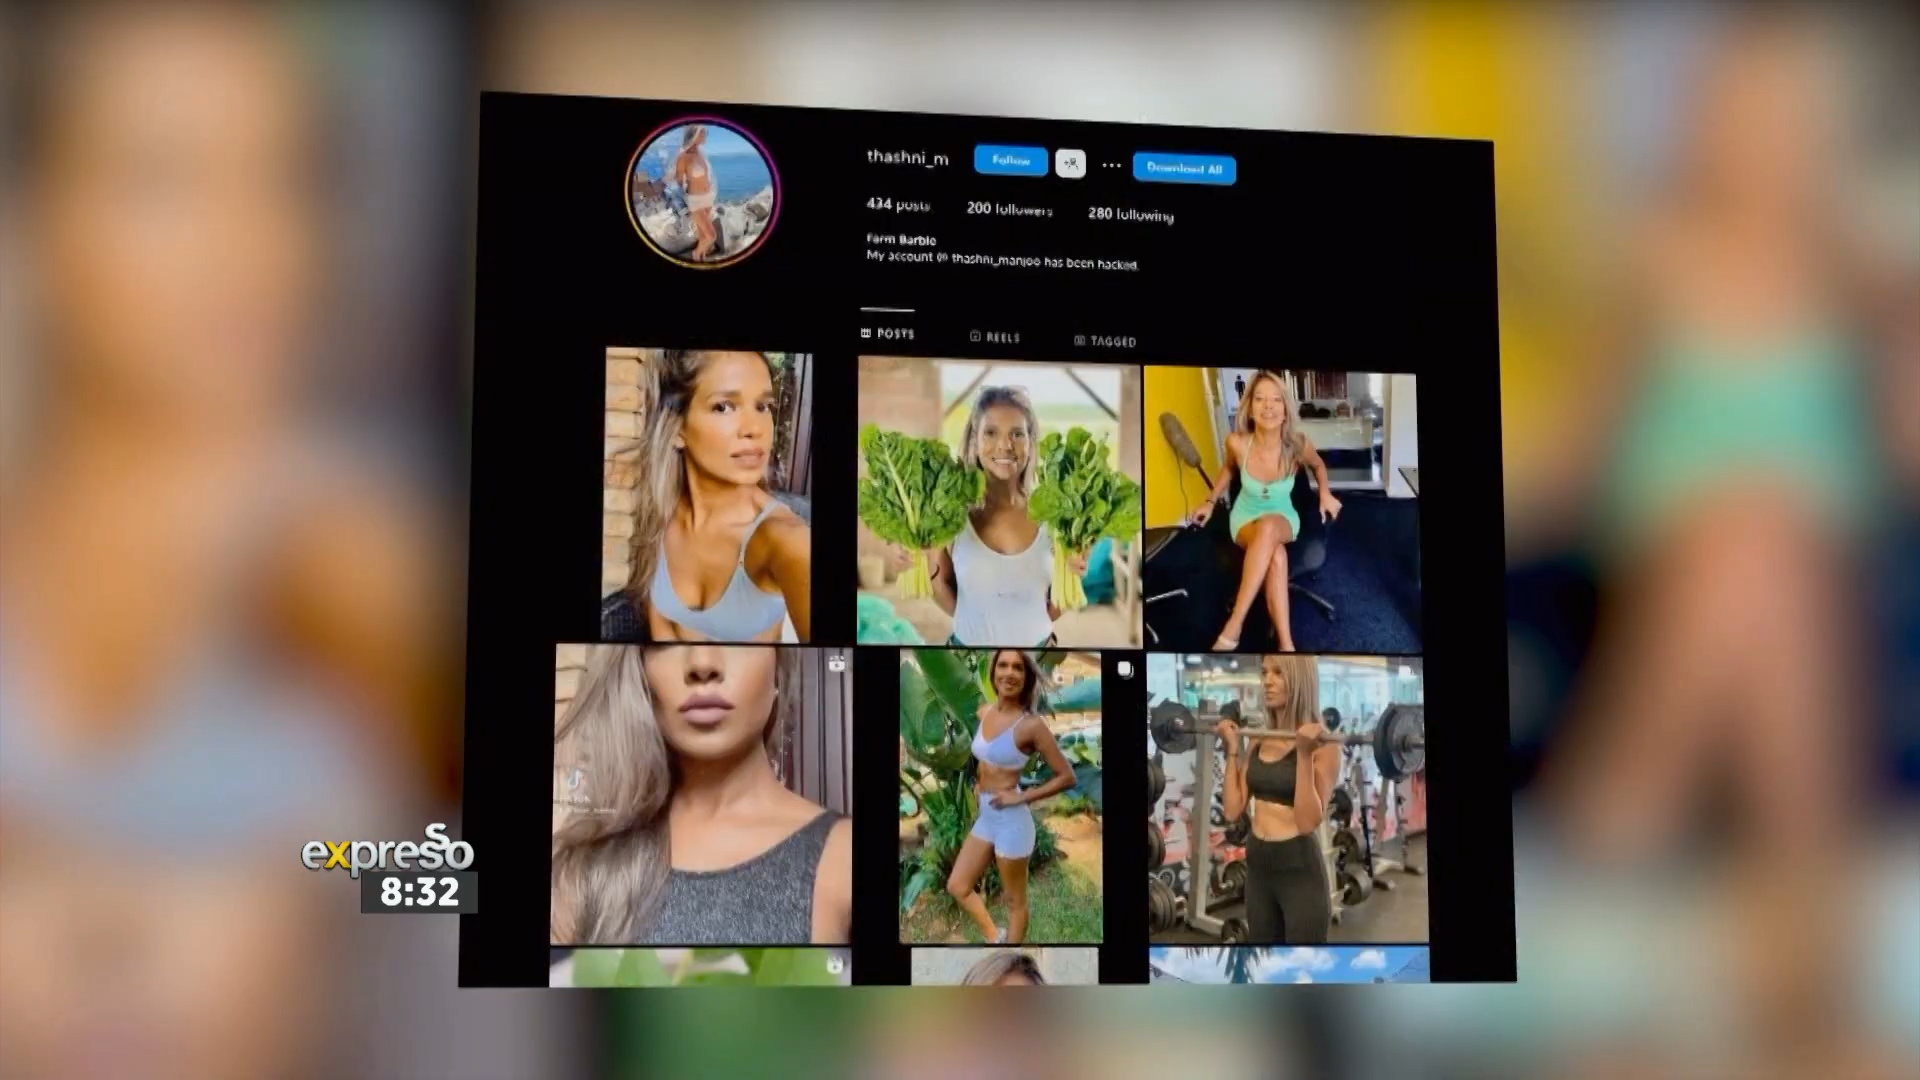 thashni_m Follow ... Download All
434 posts 200 followers 280 following
Farm Barbie
My account @ thashni_manjoo has been hacked.
POSTS REELS TAGGED
expresso
8:32